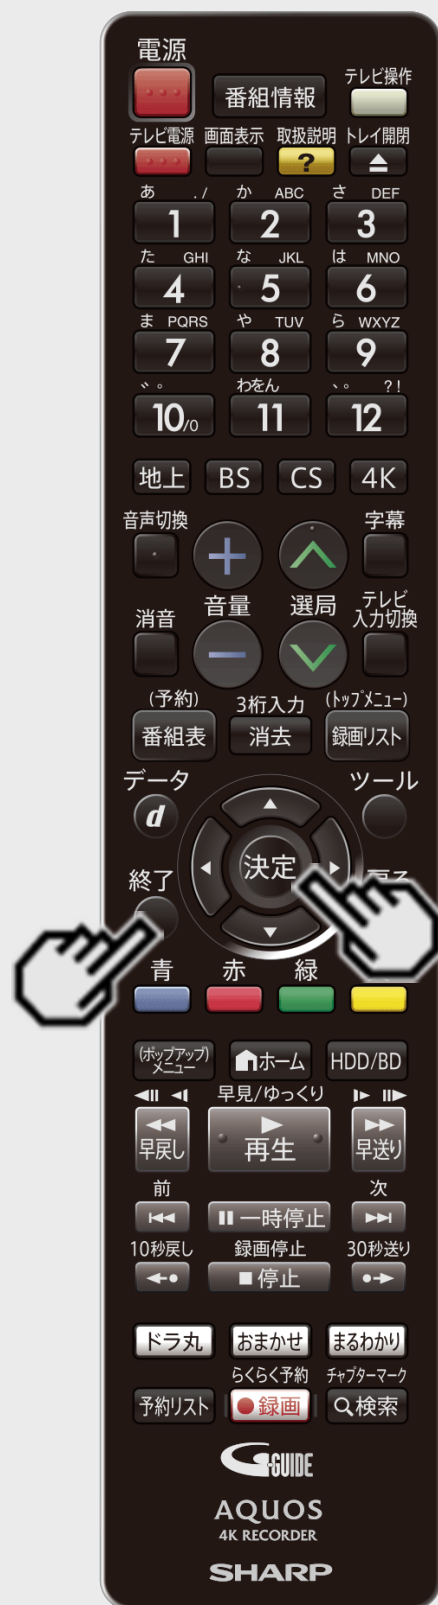 電源
番組情報
テレビ操作
テレビ電源 画面表示 取扱説明 トレイ開閉
?
あ ./ か ABC さ DEF
1 2 3
た GHI な JKL は MNO
4 5 6
ま PQRS や TUV ら WXYZ
7 8 9
゛゜ わをん 、。 ?!
10/0 11 12
地上 BS CS 4K
音声切換 字幕
消音 音量 選局 テレビ
入力切換
(予約) 3桁入力 (トップメニュー)
番組表 消去 録画リスト
データ ツール
d
決定
終了
青 赤 緑
(ポップアップ)
メニュー ホーム HDD/BD
早見/ゆっくり
早戻し 再生 早送り
前 次
一時停止
10秒戻し 録画停止 30秒送り
停止
ドラ丸 おまかせ まるわかり
らくらく予約 チャプターマーク
予約リスト 録画 検索
G-GUIDE
AQUOS
4K RECORDER
SHARP